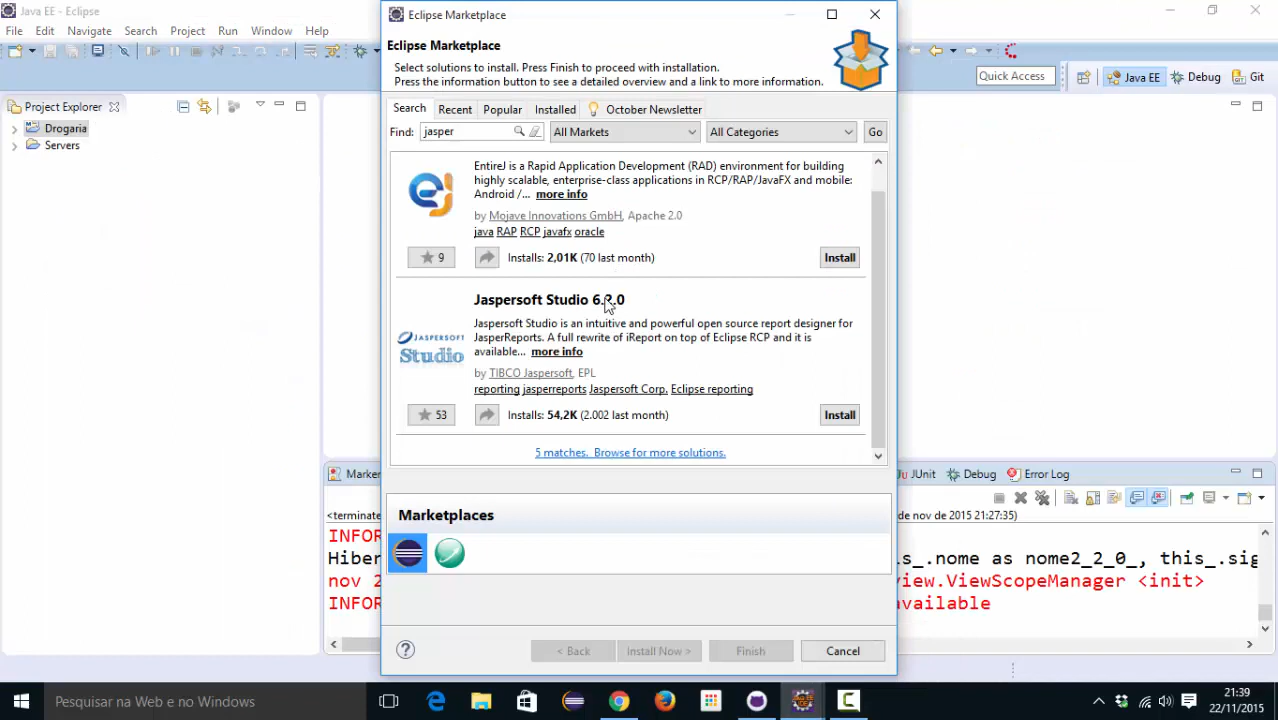 Java EE - Eclipse
File Edit Navigate Search Project Run Window Help
Eclipse Marketplace
Eclipse Marketplace
Select solutions to install. Press Finish to proceed with installation.
Press the information button to see a detailed overview and a link to more information.
Quick Access
Java EE
Debug
Git
Project Explorer
Drogaria
Servers
Search Recent Popular Installed October Newsletter
Find: jasper All Markets All Categories Go
EntireJ is a Rapid Application Development (RAD) environment for building
highly scalable, enterprise-class applications in RCP/RAP/JavaFX and mobile:
Android /... more info
by Mojave Innovations GmbH, Apache 2.0
java RAP RCP javafx oracle
9 Installs: 2,01K (70 last month) Install
Jaspersoft Studio
Jaspersoft Studio is an intuitive and powerful open source report designer for
JasperReports. A full rewrite of iReport on top of Eclipse RCP and it is
available... more info
JASPERSOFT
Studio
by TIBCO Jaspersoft, EPL
reporting jasperreports Jaspersoft Corp. Eclipse reporting
53 Installs: 54,2K (2.002 last month) Install
5 matches. Browse for more solutions.
Marker
JUnit Debug Error Log
<terminate
de nov de 2015 21:27:35)
INFOR
Hiber
is_.nome as nome2_2_0_, this_.sig
nov 2
view.ViewScopeManager <init>
INFOR
available
Marketplaces
< Back Install Now > Finish Cancel
Pesquisar na Web e no Windows
21:39
22/11/2015